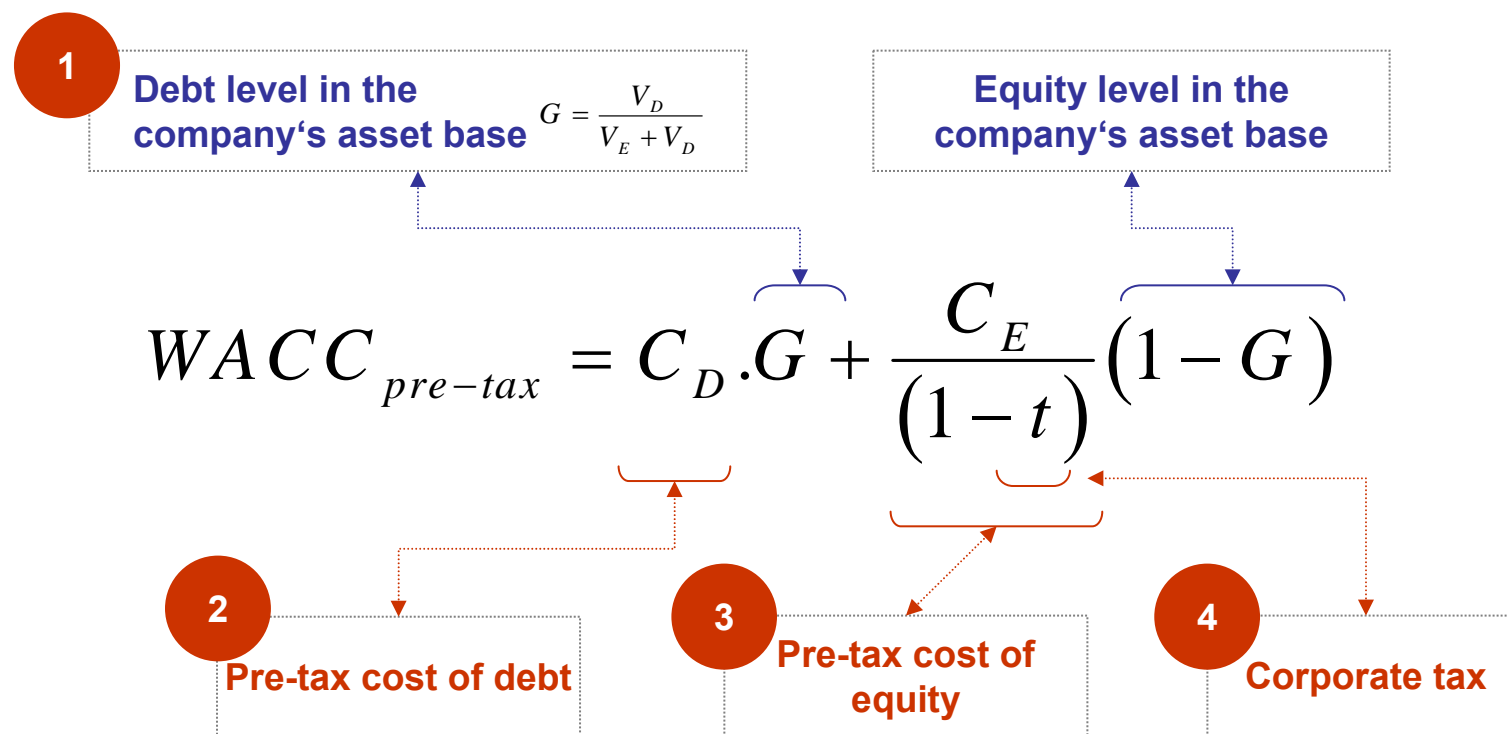 1
Debt level in the
company‘s asset base
G = V_D / (V_E + V_D)
Equity level in the
company‘s asset base
WACC_{pre-tax} = C_D.G + C_E / (1 - t) (1 - G)
2
Pre-tax cost of debt
3
Pre-tax cost of
equity
4
Corporate tax